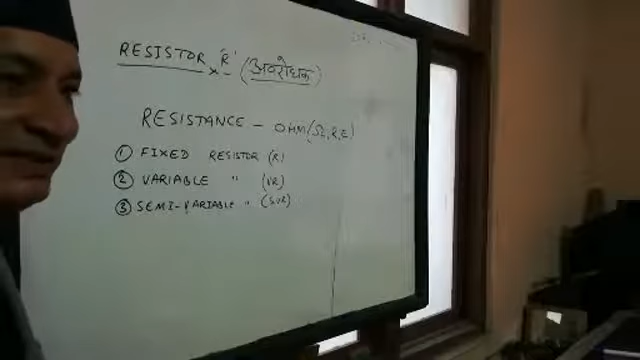 RESISTOR 'R' (अवरोधक)
RESISTANCE - OHM (Ω, R, E)
① FIXED RESISTOR (R)
② VARIABLE " (VR)
③ SEMI-VARIABLE " (SVR)